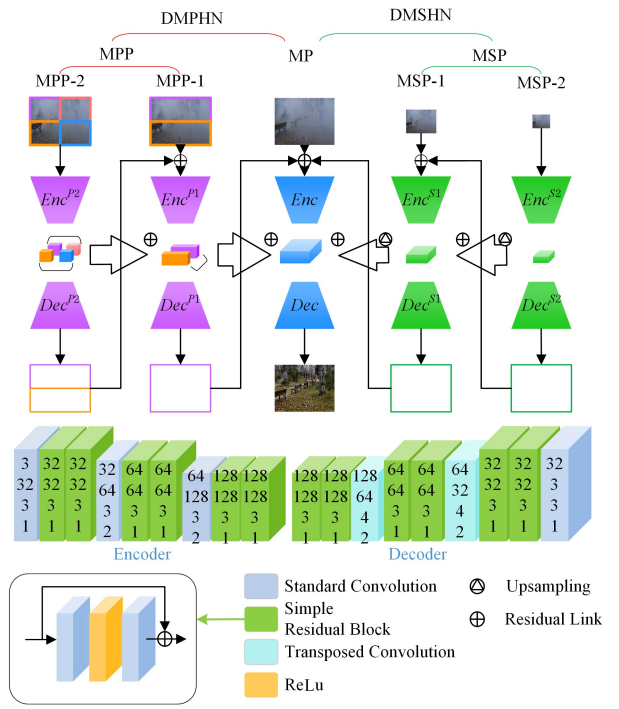 DMPHN DMSHN
MPP MP MSP
MPP-2 MPP-1 MSP-1 MSP-2
Enc^{P2} Enc^{P1} Enc Enc^{S1} Enc^{S2}
Dec^{P2} Dec^{P1} Dec Dec^{S1} Dec^{S2}
3 32 32 32 64 64 64 128 128 128 128 128 64 64 64 32 32 32
32 32 32 64 64 64 128 128 128 128 128 64 64 64 32 32 32 3
3 3 3 3 3 3 3 3 3 3 3 4 3 3 4 3 3 3
1 1 1 2 1 1 2 1 1 1 1 2 1 1 2 1 1 1
Encoder Decoder
Standard Convolution Upsampling
Simple
Residual Block Residual Link
Transposed Convolution
ReLu